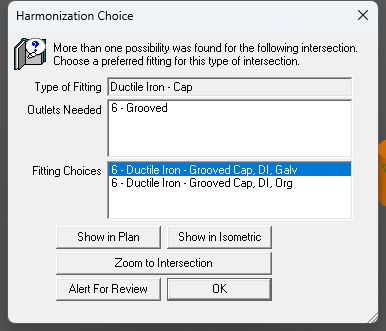 Harmonization Choice
More than one possibility was found for the following intersection.
Choose a preferred fitting for this type of intersection.
Type of Fitting Ductile Iron - Cap
Outlets Needed 6 - Grooved
Fitting Choices 6 - Ductile Iron - Grooved Cap, DI, Galv
6 - Ductile Iron - Grooved Cap, DI, Org
Show in Plan Show in Isometric
Zoom to Intersection
Alert For Review OK